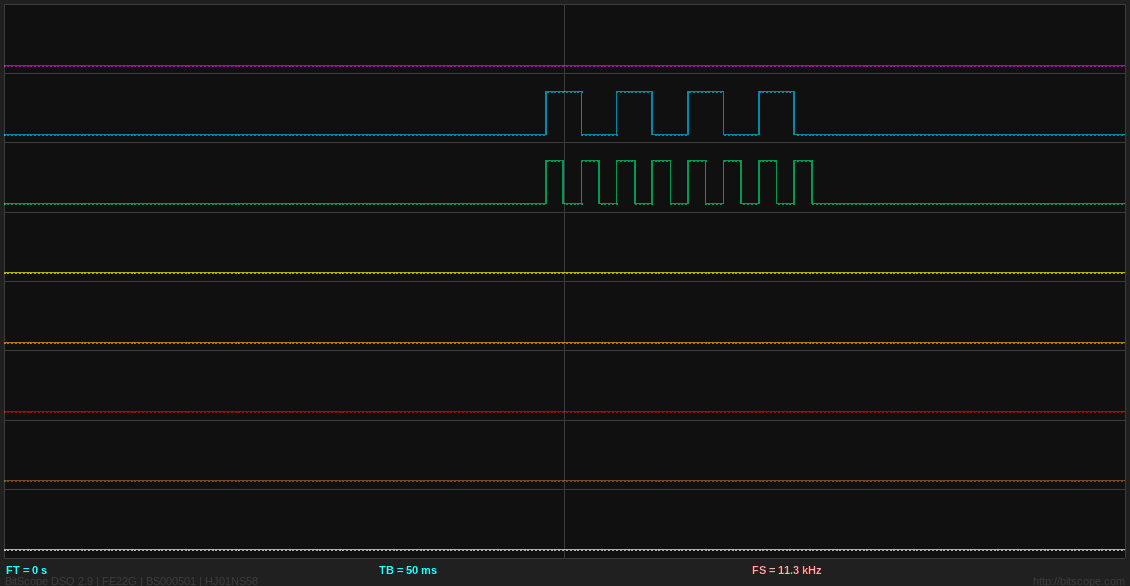 FT = 0 s TB = 50 ms FS = 11.3 kHz
BitScope DSO 2.9 | FE22G | BS000501 | HJ01NS58 http://bitscope.com